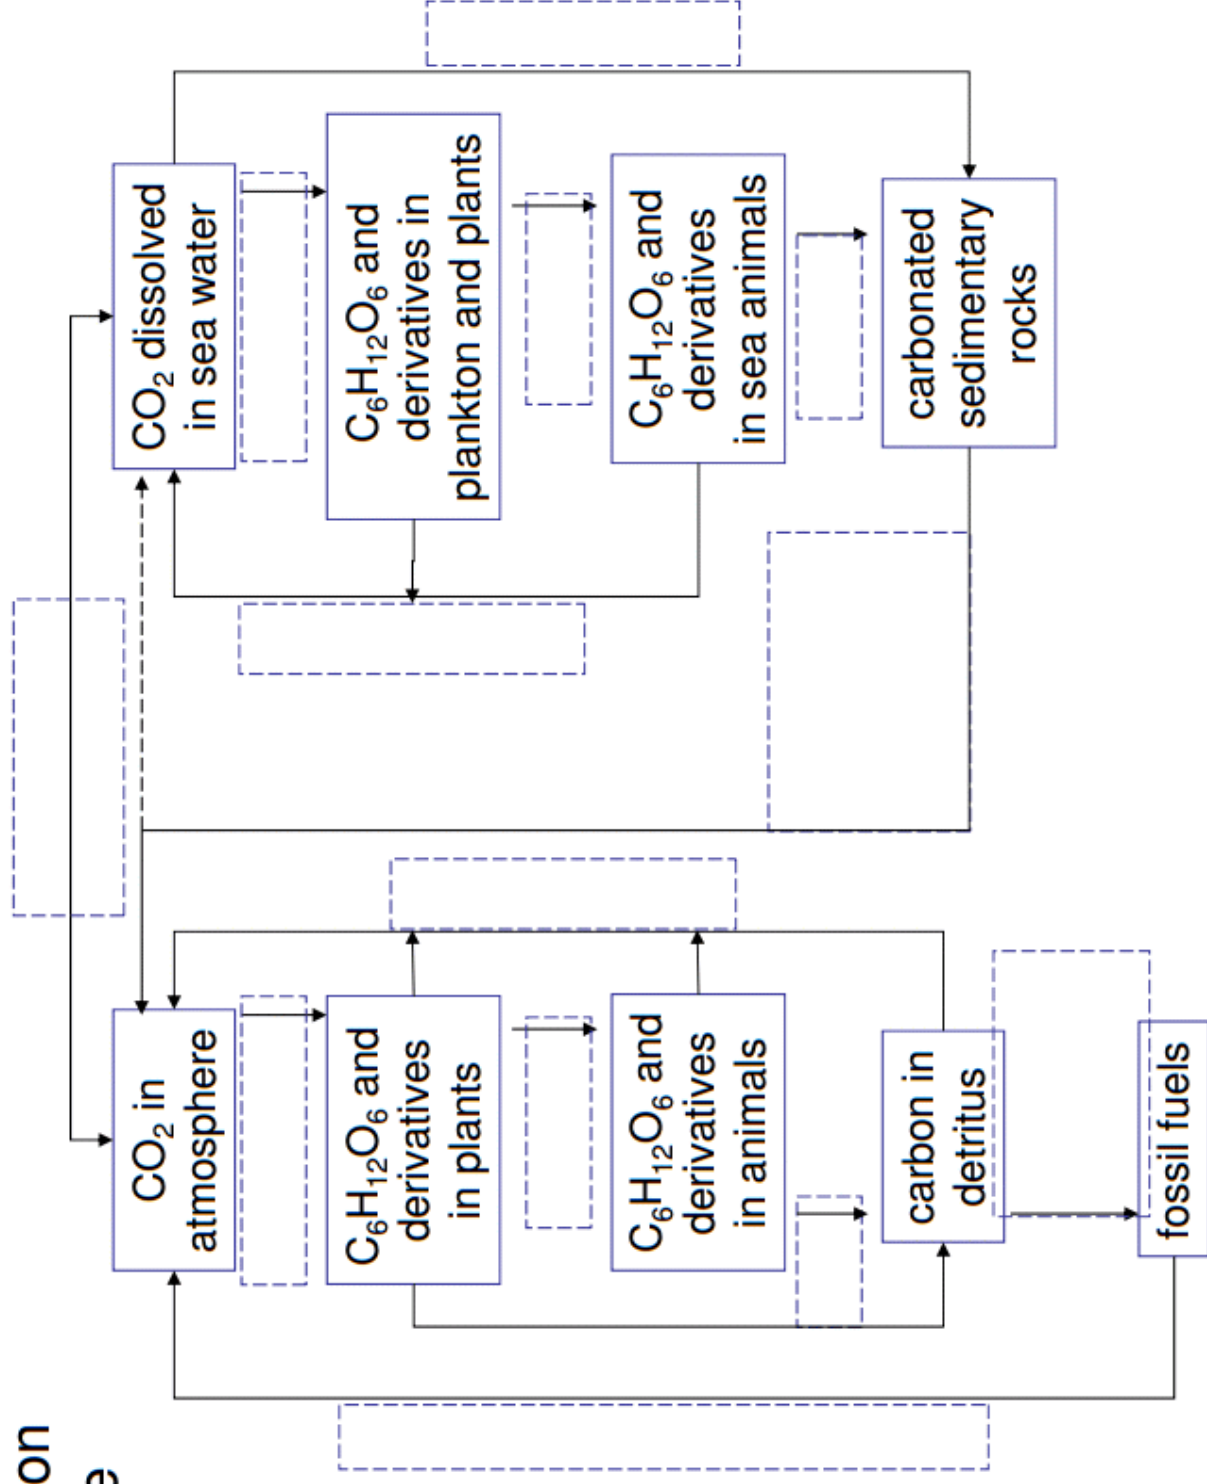 on
e
CO₂ in
atmosphere
C₆H₁₂O₆ and
derivatives
in plants
C₆H₁₂O₆ and
derivatives
in animals
carbon in
detritus
fossil fuels
CO₂ dissolved
in sea water
C₆H₁₂O₆ and
derivatives in
plankton and plants
C₆H₁₂O₆ and
derivatives
in sea animals
carbonated
sedimentary
rocks